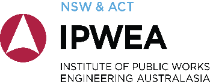 NSW & ACT
IPWEA
INSTITUTE OF PUBLIC WORKS
ENGINEERING AUSTRALASIA